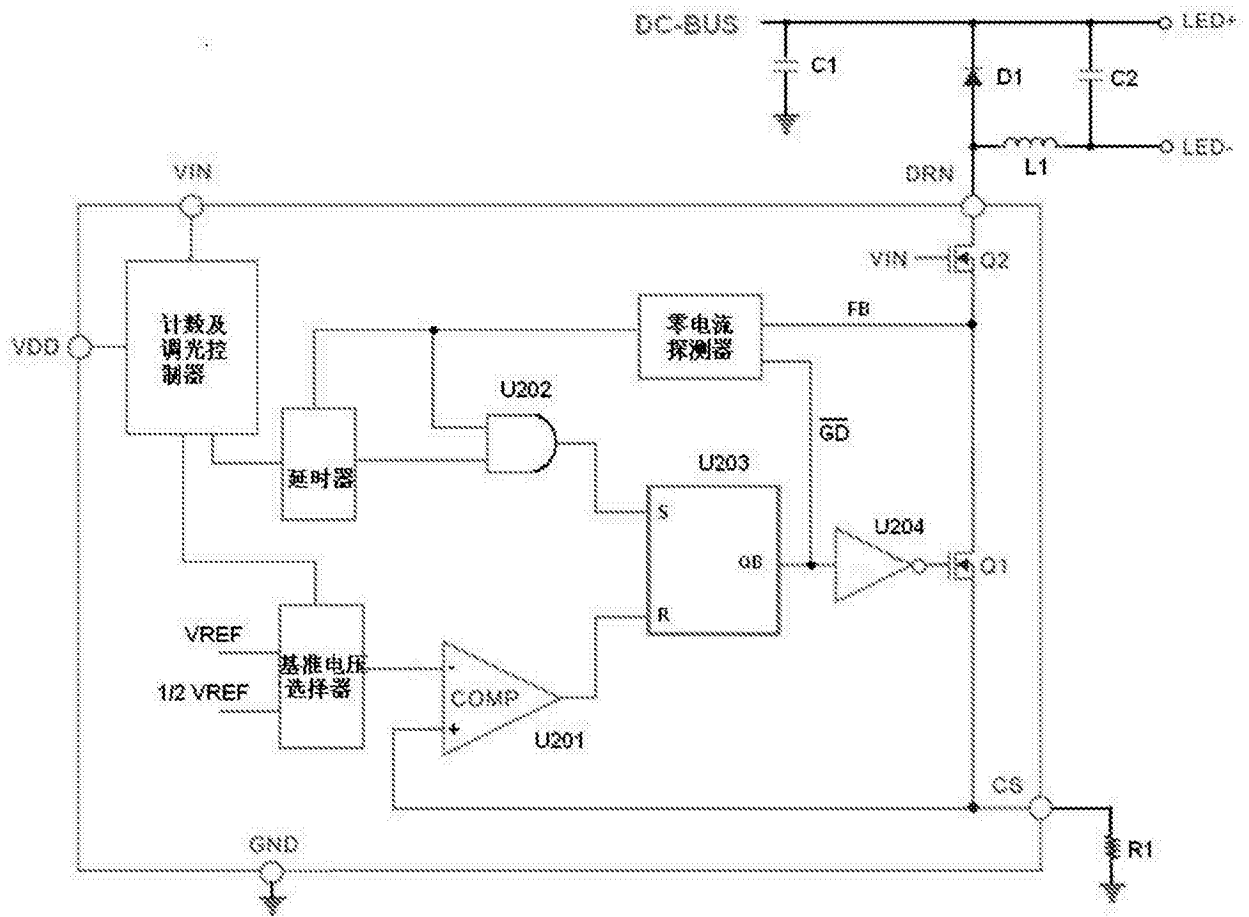 DC-BUS
LED+
C1
D1
C2
LED-
L1
DRN
VIN
VIN
Q2
计数及
调光控
制器
VDD
零电流
探测器
FB
U202
GD
延时器
U203
S
QB
R
U204
Q1
VREF
1/2 VREF
基准电压
选择器
-
COMP
+
U201
CS
GND
R1